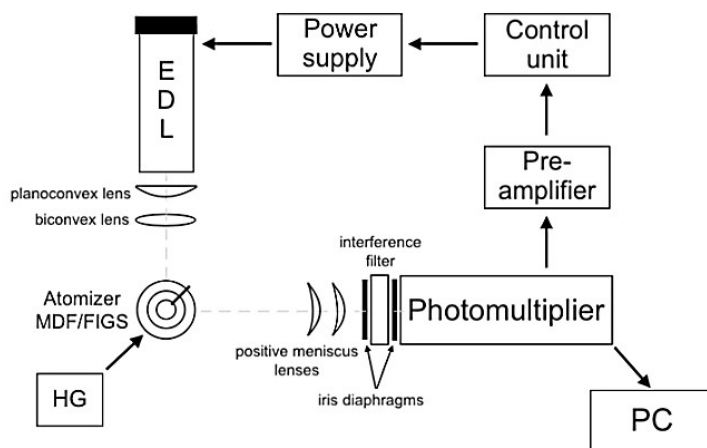 Power
supply
Control
unit
E
D
L
Pre-
amplifier
planoconvex lens
biconvex lens
interference
filter
Atomizer
MDF/FIGS
Photomultiplier
positive meniscus
lenses
iris diaphragms
HG
PC